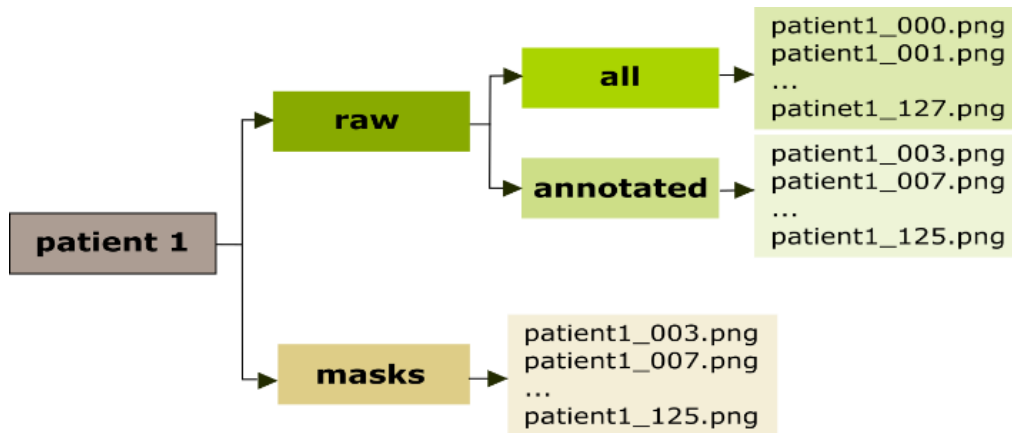 patient 1
raw
all
patient1_000.png
patient1_001.png
...
patinet1_127.png
annotated
patient1_003.png
patient1_007.png
...
patient1_125.png
masks
patient1_003.png
patient1_007.png
...
patient1_125.png